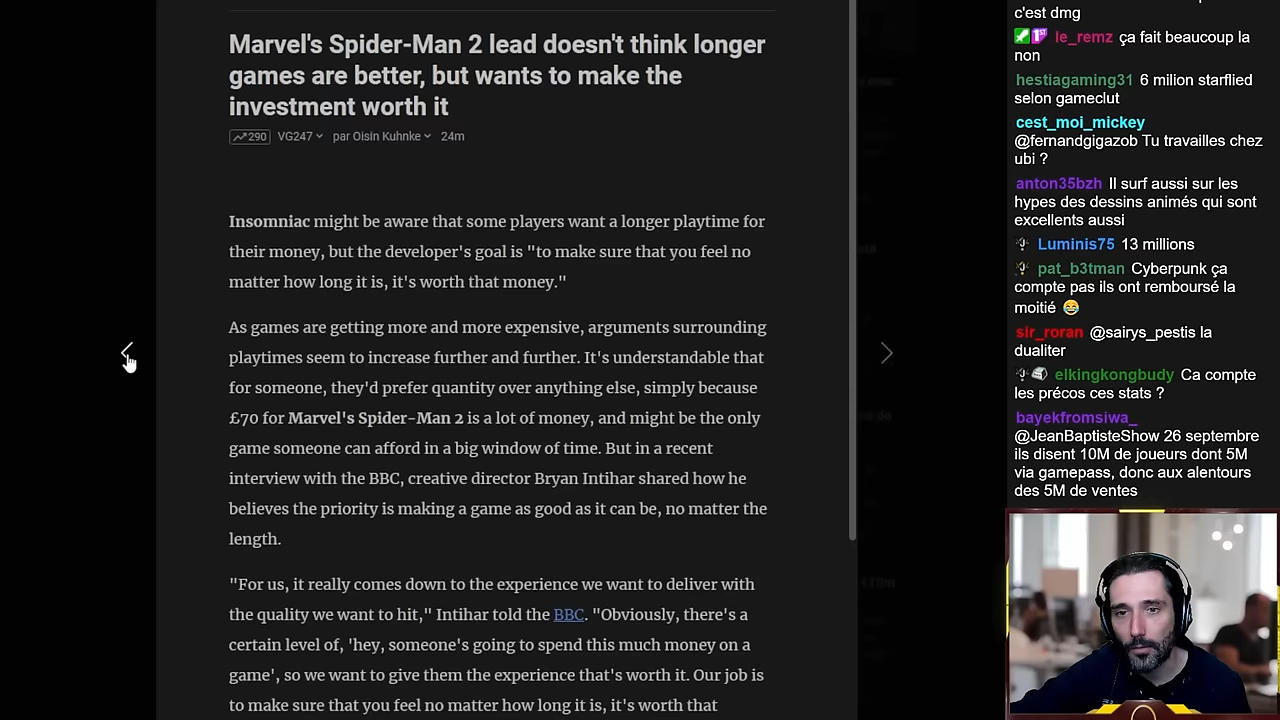 Marvel's Spider-Man 2 lead doesn't think longer
games are better, but wants to make the
investment worth it
290 VG247 par Oisin Kuhnke 24m
Insomniac might be aware that some players want a longer playtime for
their money, but the developer's goal is "to make sure that you feel no
matter how long it is, it's worth that money."
As games are getting more and more expensive, arguments surrounding
playtimes seem to increase further and further. It's understandable that
for someone, they'd prefer quantity over anything else, simply because
£70 for Marvel's Spider-Man 2 is a lot of money, and might be the only
game someone can afford in a big window of time. But in a recent
interview with the BBC, creative director Bryan Intihar shared how he
believes the priority is making a game as good as it can be, no matter the
length.
"For us, it really comes down to the experience we want to deliver with
the quality we want to hit," Intihar told the BBC. "Obviously, there's a
certain level of, 'hey, someone's going to spend this much money on a
game', so we want to give them the experience that's worth it. Our job is
to make sure that you feel no matter how long it is, it's worth that
c'est dmg
le_remz ça fait beaucoup la
non
hestiagaming31 6 milion starflied
selon gameclut
cest_moi_mickey
@fernandgigazob Tu travailles chez
ubi ?
anton35bzh Il surf aussi sur les
hypes des dessins animés qui sont
excellents aussi
Luminis75 13 millions
pat_b3tman Cyberpunk ça
compte pas ils ont remboursé la
moitié 😂
sir_roran @sairys_pestis la
dualiter
elkingkongbudy Ca compte
les précos ces stats ?
bayekfromsiwa_
@JeanBaptisteShow 26 septembre
ils disent 10M de joueurs dont 5M
via gamepass, donc aux alentours
des 5M de ventes